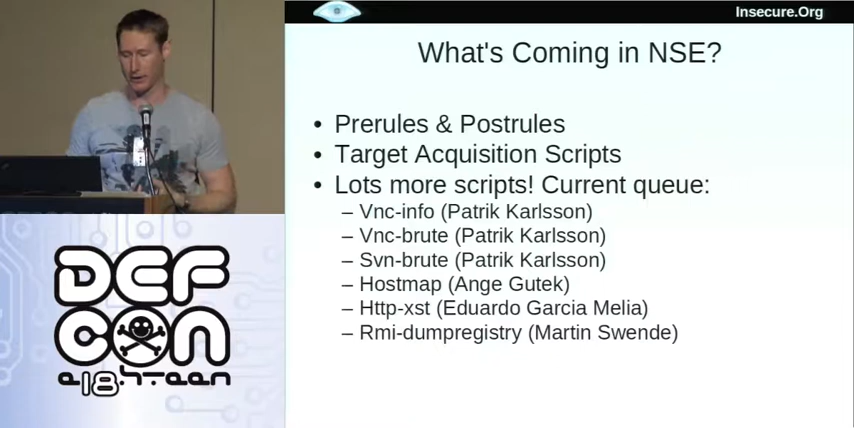 Insecure.Org
What's Coming in NSE?
• Prerules & Postrules
• Target Acquisition Scripts
• Lots more scripts! Current queue:
– Vnc-info (Patrik Karlsson)
– Vnc-brute (Patrik Karlsson)
– Svn-brute (Patrik Karlsson)
– Hostmap (Ange Gutek)
– Http-xst (Eduardo Garcia Melia)
– Rmi-dumpregistry (Martin Swende)
DEF
CON
e18hteen